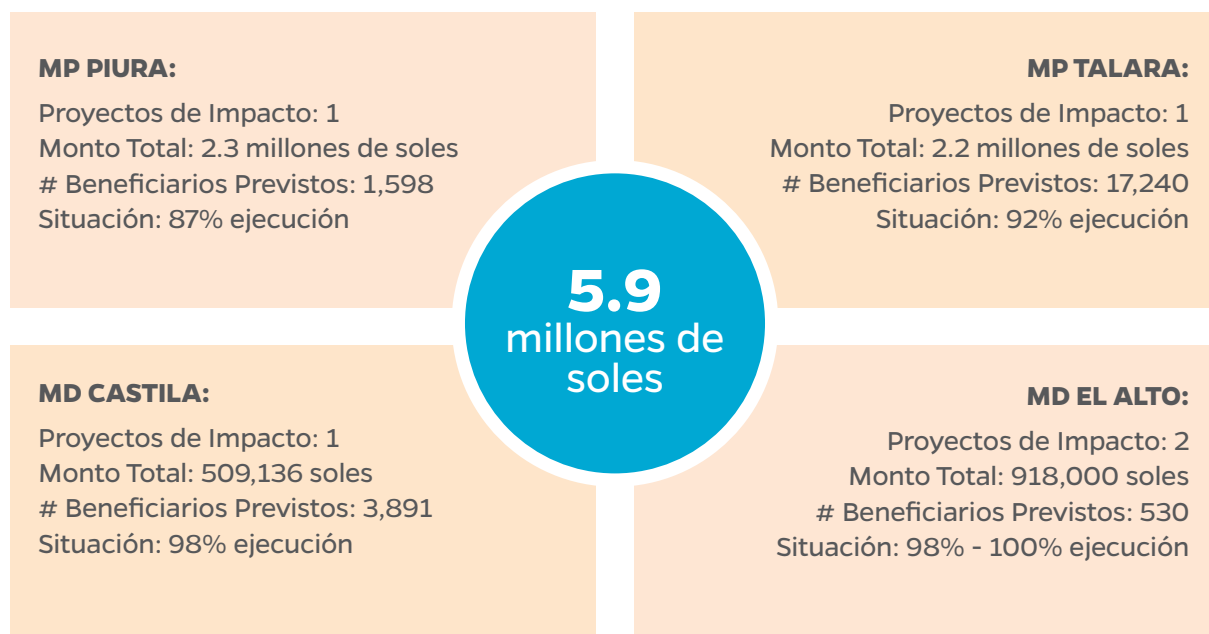 MP PIURA:
Proyectos de Impacto: 1
Monto Total: 2.3 millones de soles
# Beneficiarios Previstos: 1,598
Situación: 87% ejecución
MP TALARA:
Proyectos de Impacto: 1
Monto Total: 2.2 millones de soles
# Beneficiarios Previstos: 17,240
Situación: 92% ejecución
5.9
millones de
soles
MD CASTILA:
Proyectos de Impacto: 1
Monto Total: 509,136 soles
# Beneficiarios Previstos: 3,891
Situación: 98% ejecución
MD EL ALTO:
Proyectos de Impacto: 2
Monto Total: 918,000 soles
# Beneficiarios Previstos: 530
Situación: 98% - 100% ejecución